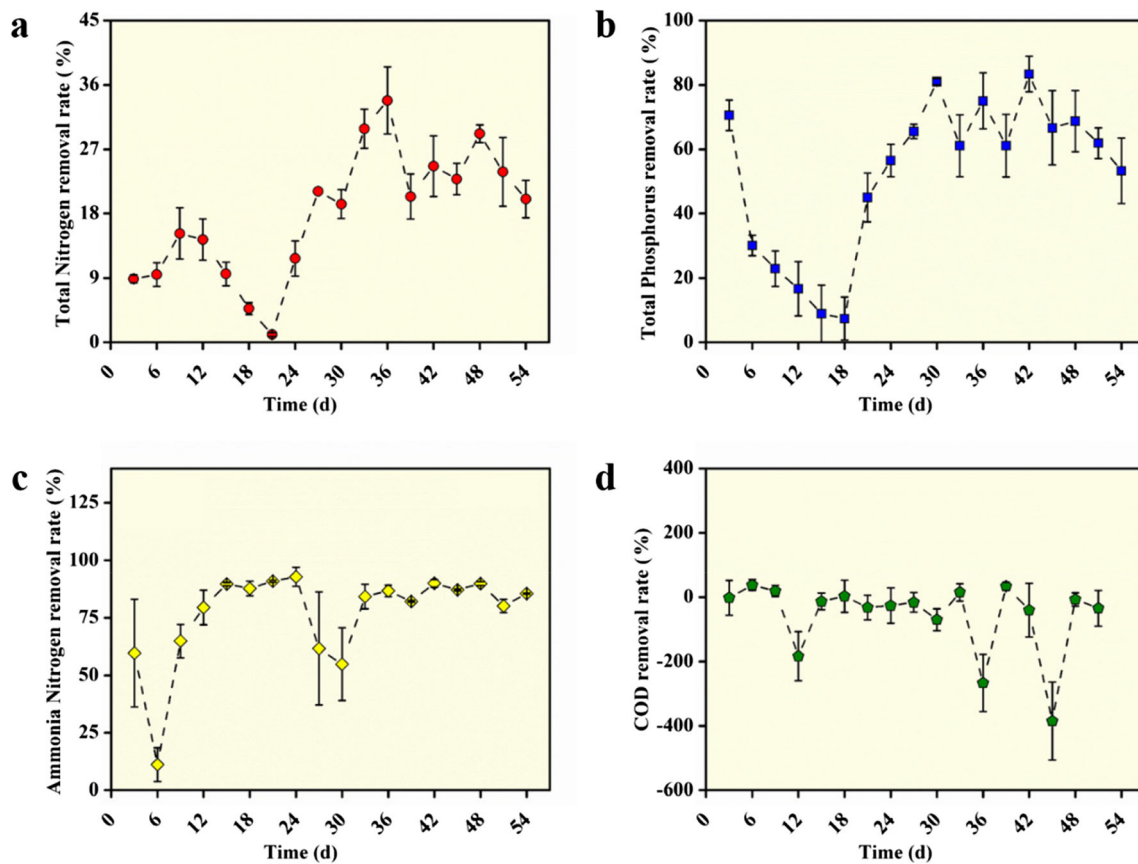 a
Total Nitrogen removal rate ( %)
45
36
27
18
9
0
0 6 12 18 24 30 36 42 48 54
Time (d)
b
Total Phosphorus removal rate (%)
100
80
60
40
20
0
0 6 12 18 24 30 36 42 48 54
Time (d)
c
Ammonia Nitrogen removal rate ( %)
125
100
75
50
25
0
0 6 12 18 24 30 36 42 48 54
Time (d)
d
COD removal rate ( %)
400
200
0
-200
-400
-600
0 6 12 18 24 30 36 42 48 54
Time (d)